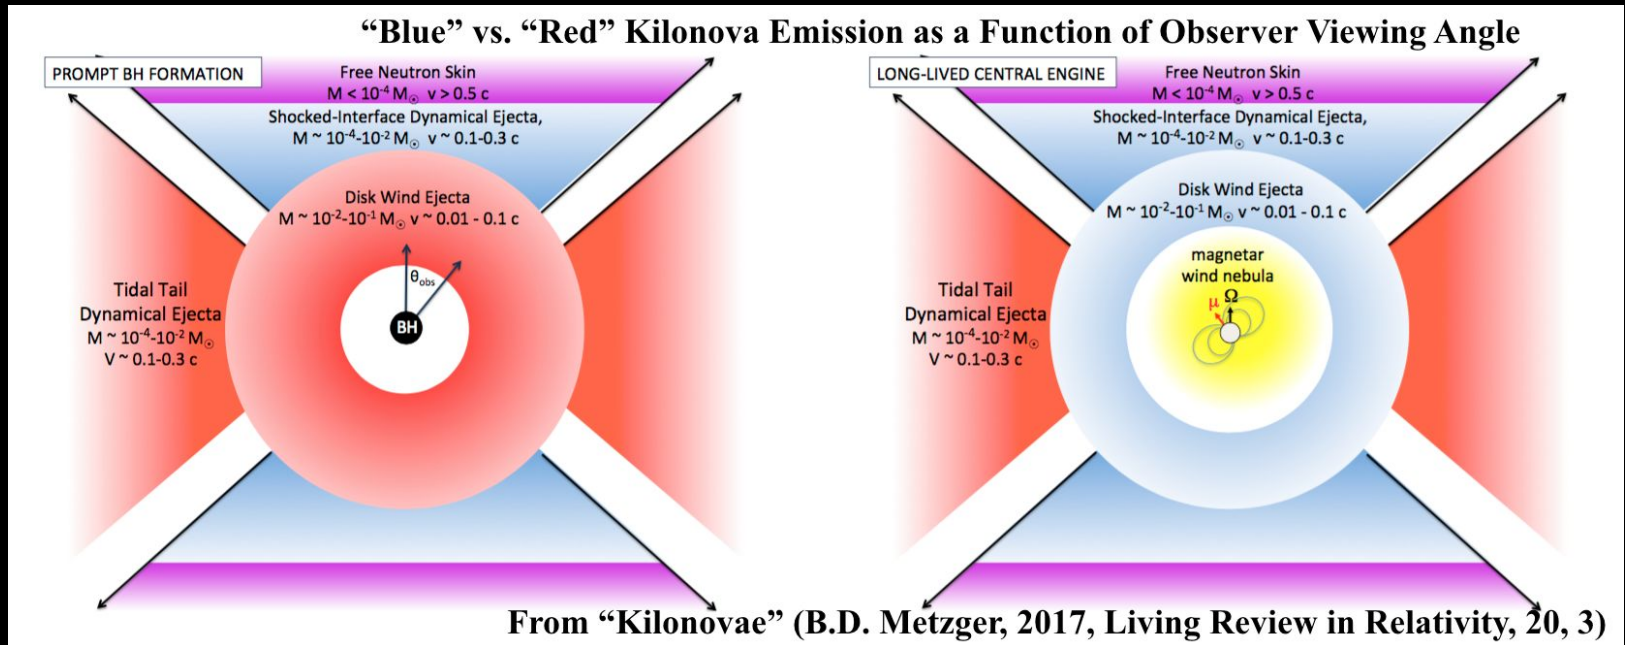 “Blue” vs. “Red” Kilonova Emission as a Function of Observer Viewing Angle
PROMPT BH FORMATION
Free Neutron Skin
M < 10⁻⁴ M☉ v > 0.5 c
Shocked-Interface Dynamical Ejecta,
M ~ 10⁻⁴-10⁻² M☉ v ~ 0.1-0.3 c
Disk Wind Ejecta
M ~ 10⁻²-10⁻¹ M☉ v ~ 0.01 - 0.1 c
θobs
BH
Tidal Tail
Dynamical Ejecta
M ~ 10⁻⁴-10⁻² M☉
V ~ 0.1-0.3 c
LONG-LIVED CENTRAL ENGINE
Free Neutron Skin
M < 10⁻⁴ M☉ v > 0.5 c
Shocked-Interface Dynamical Ejecta,
M ~ 10⁻⁴-10⁻² M☉ v ~ 0.1-0.3 c
Disk Wind Ejecta
M ~ 10⁻²-10⁻¹ M☉ v ~ 0.01 - 0.1 c
magnetar
wind nebula
μ Ω
Tidal Tail
Dynamical Ejecta
M ~ 10⁻⁴-10⁻² M☉
V ~ 0.1-0.3 c
From “Kilonovae” (B.D. Metzger, 2017, Living Review in Relativity, 20, 3)